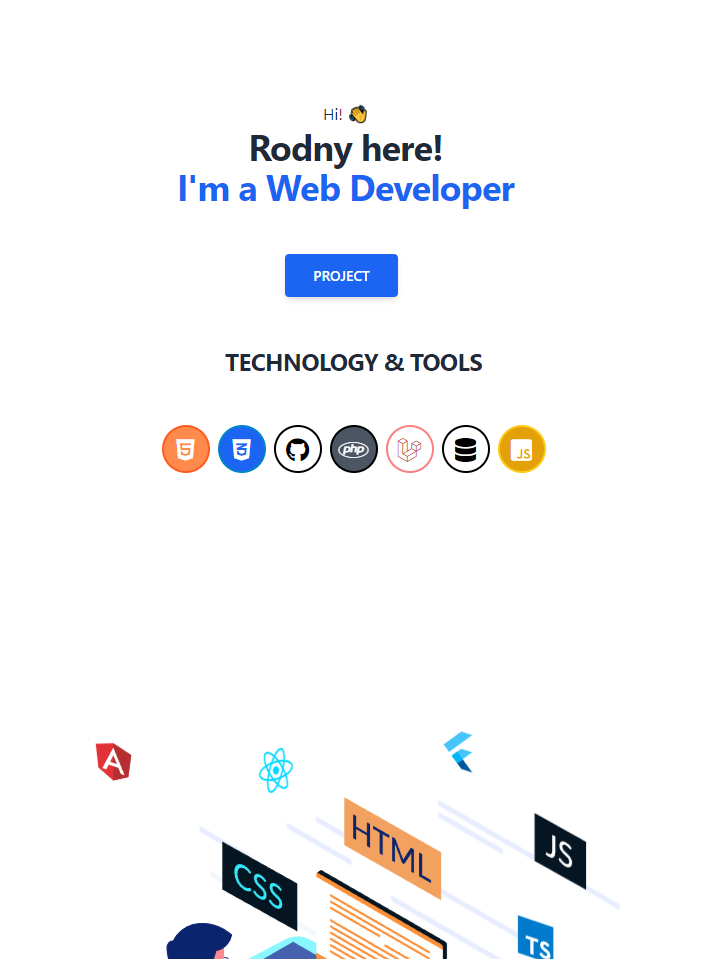 Hi! 👋
Rodny here!
I'm a Web Developer
PROJECT
TECHNOLOGY & TOOLS
5
3
php
JS
A
HTML
JS
CSS
TS